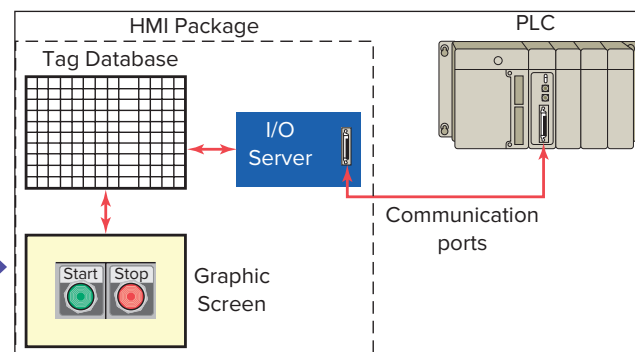 HMI Package
PLC
Tag Database
I/O
Server
Communication
ports
Start
Stop
Graphic
Screen